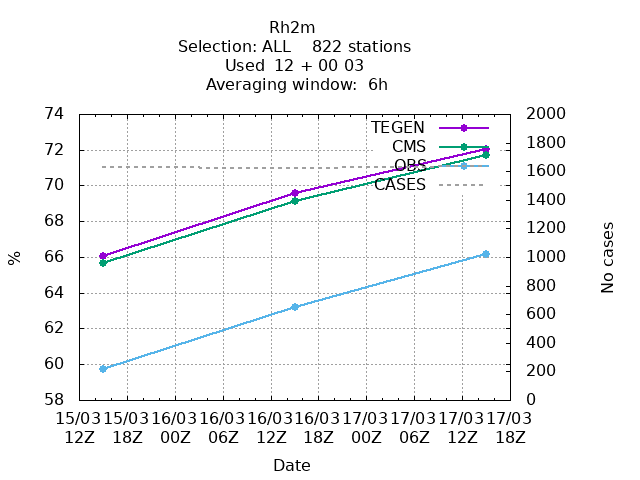 Rh2m
Selection: ALL    822 stations
Used  12 + 00 03
Averaging window:  6h
TEGEN
CMS
OBS
CASES
74
72
70
68
66
64
62
60
58
%
2000
1800
1600
1400
1200
1000
800
600
400
200
0
No cases
15/03 15/03 16/03 16/03 16/03 16/03 17/03 17/03 17/03 17/03
12Z 18Z 00Z 06Z 12Z 18Z 00Z 06Z 12Z 18Z
Date